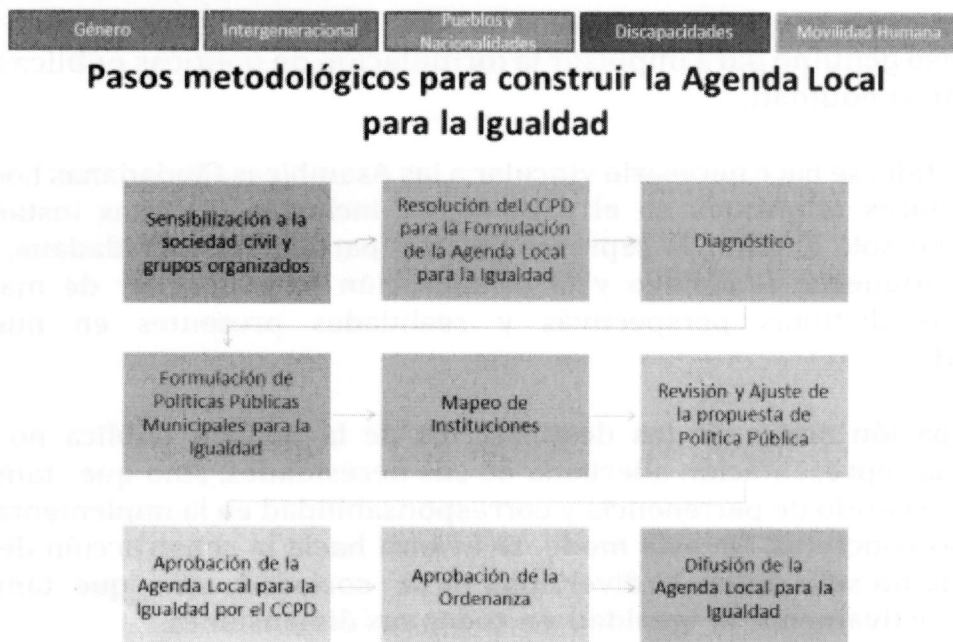 Género
Intergeneracional
Pueblos y
Nacionalidades
Discapacidades
Movilidad Humana
Pasos metodológicos para construir la Agenda Local
para la Igualdad
Sensibilización a la
sociedad civil y
grupos organizados
Resolución del CCPD
para la Formulación
de la Agenda Local
para la Igualdad
Diagnóstico
Formulación de
Políticas Públicas
Municipales para la
Igualdad
Mapeo de
Instituciones
Revisión y Ajuste de
la propuesta de
Política Pública
Aprobación de la
Agenda Local para la
Igualdad por el CCPD
Aprobación de la
Ordenanza
Difusión de la
Agenda Local para la
Igualdad